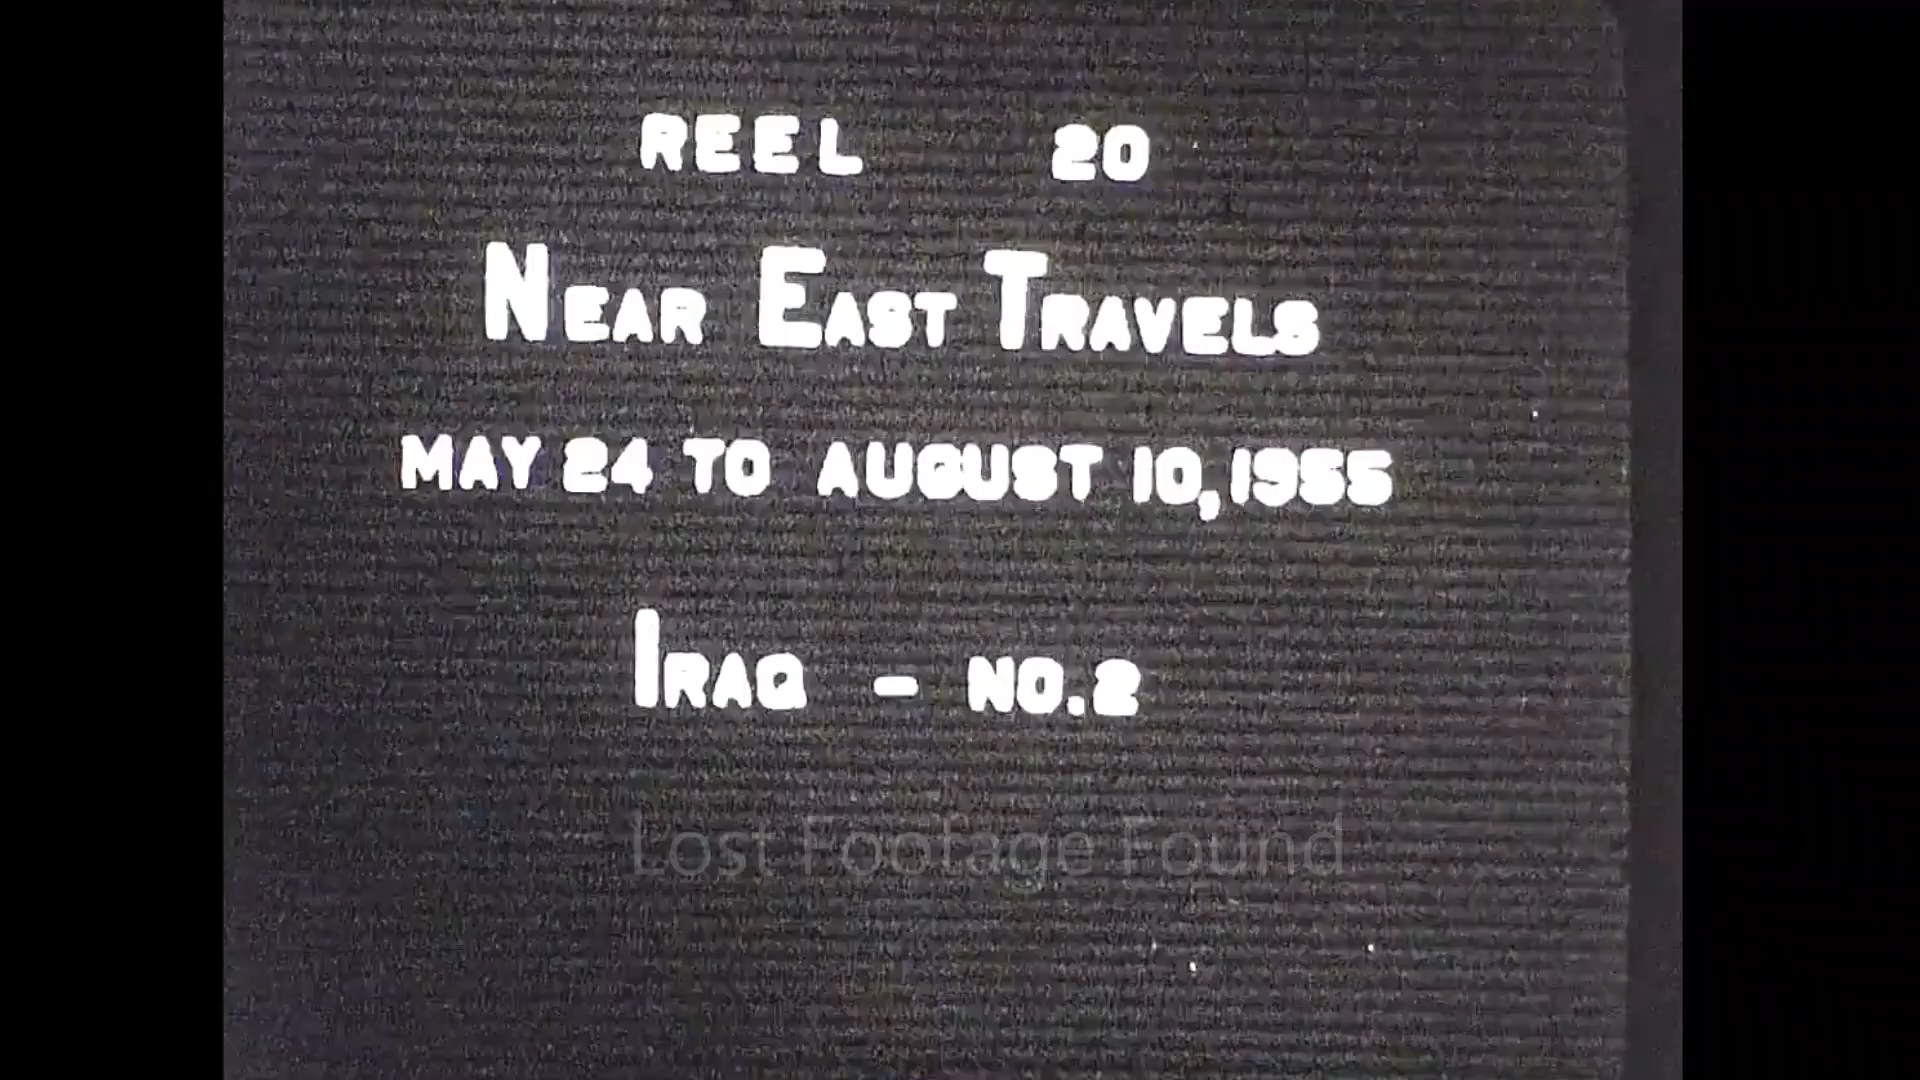 REEL 20
NEAR EAST TRAVELS
MAY 24 TO AUGUST 10, 1955
IRAQ - NO. 2
Lost Footage Found